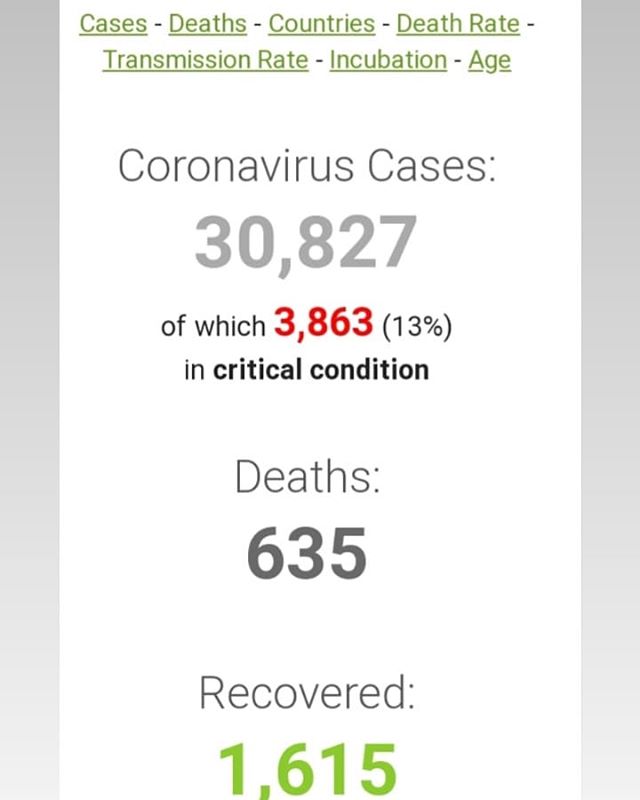 Cases - Deaths - Countries - Death Rate -
Transmission Rate - Incubation - Age
Coronavirus Cases:
30,827
of which 3,863 (13%)
in critical condition
Deaths:
635
Recovered:
1,615